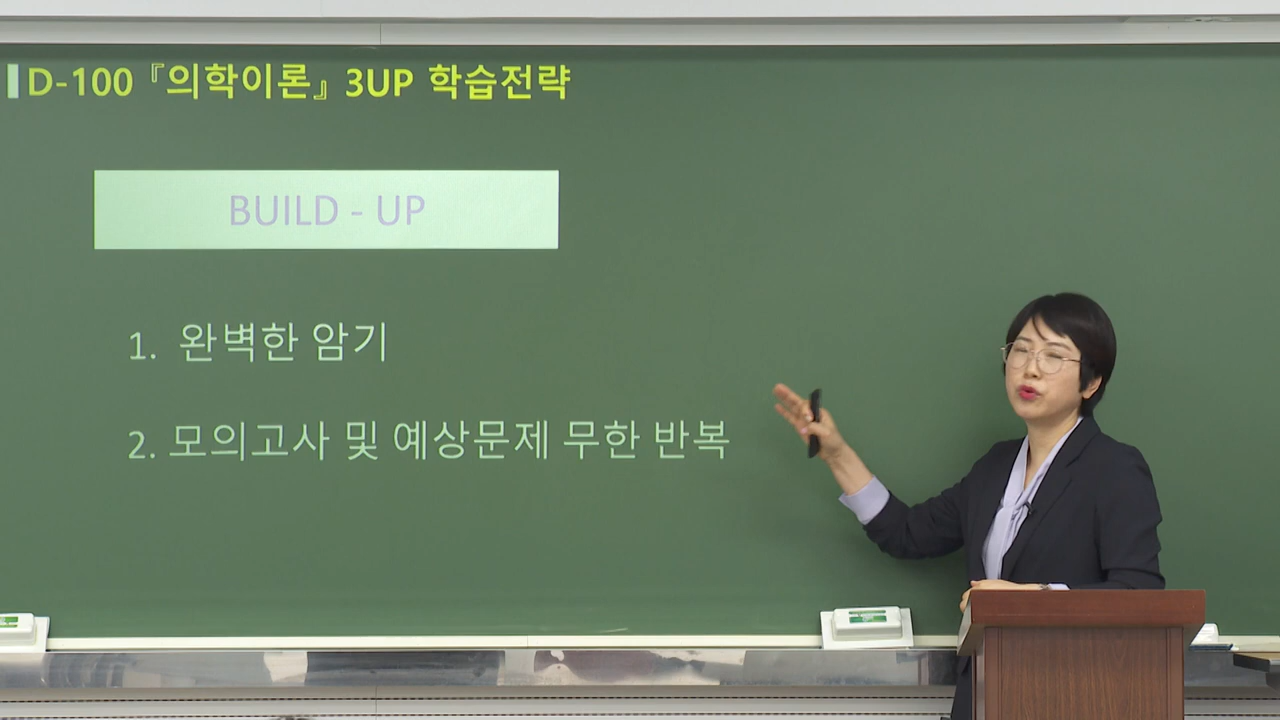 D-100 『의학이론』 3UP 학습전략
BUILD - UP
1. 완벽한 암기
2. 모의고사 및 예상문제 무한 반복